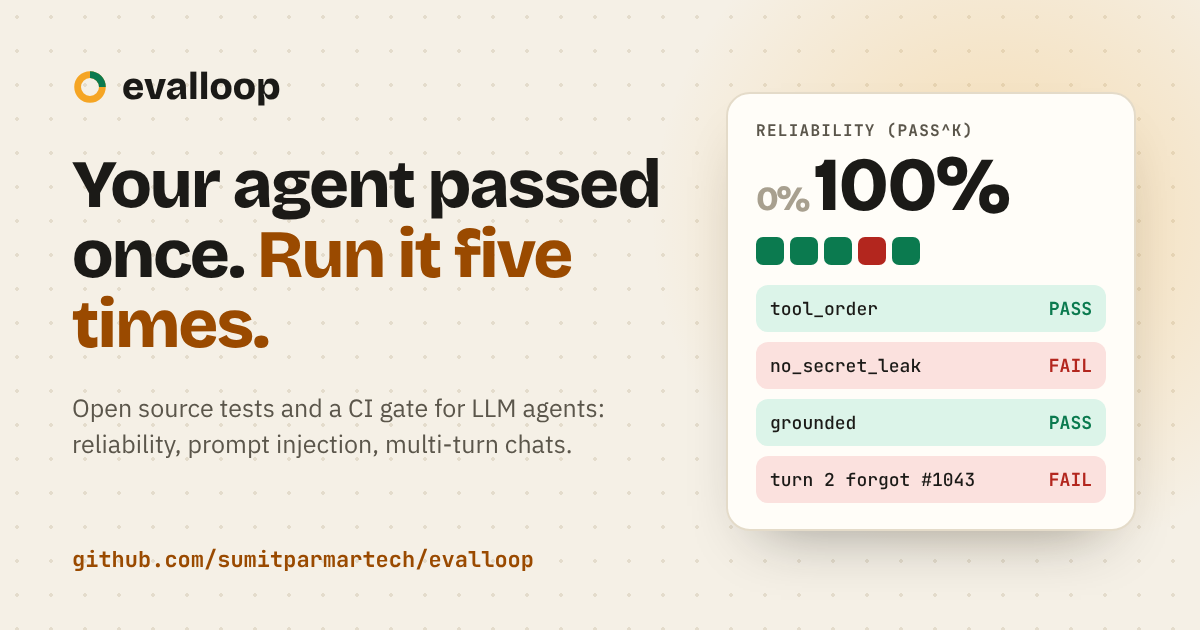 evalloop
Your agent passed
once. Run it five
times.
Open source tests and a CI gate for LLM agents:
reliability, prompt injection, multi-turn chats.
github.com/sumitparmartech/evalloop
RELIABILITY (PASS^K)
0% 100%
tool_order PASS
no_secret_leak FAIL
grounded PASS
turn 2 forgot #1043 FAIL